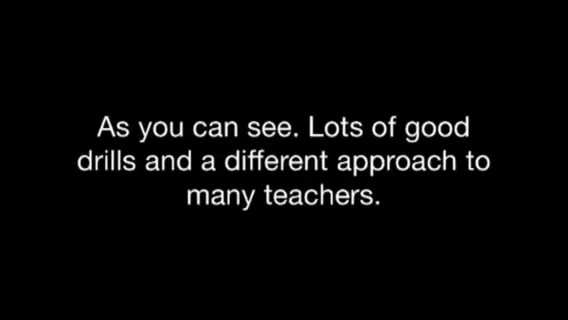 As you can see. Lots of good
drills and a different approach to
many teachers.